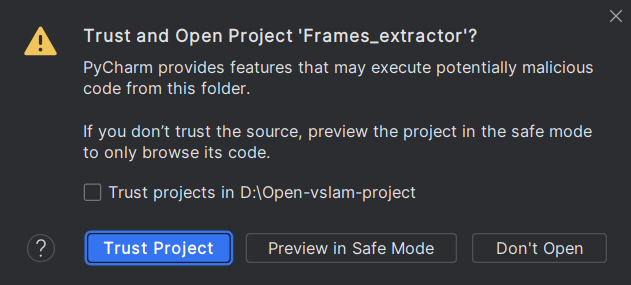 Trust and Open Project 'Frames_extractor'?
PyCharm provides features that may execute potentially malicious
code from this folder.
If you don’t trust the source, preview the project in the safe mode
to only browse its code.
Trust projects in D:\Open-vslam-project
? Trust Project Preview in Safe Mode Don't Open